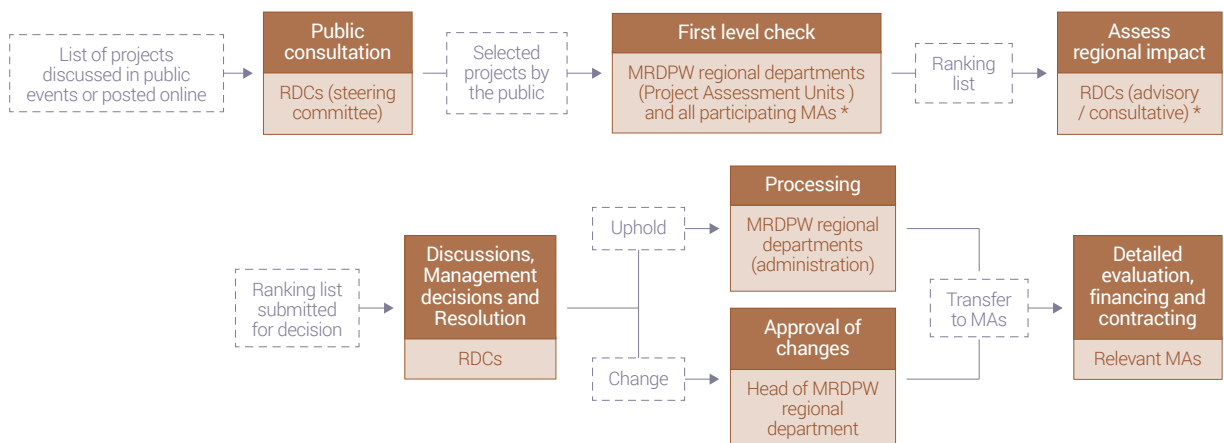 List of projects
discussed in public
events or posted online
Public
consultation
RDCs (steering
committee)
Selected
projects by
the public
First level check
MRDPW regional departments
(Project Assessment Units )
and all participating MAs *
Ranking
list
Assess
regional impact
RDCs (advisory
/ consultative) *
Ranking list
submitted
for decision
Discussions,
Management
decisions and
Resolution
RDCs
Uphold
Change
Processing
MRDPW regional
departments
(administration)
Approval of
changes
Head of MRDPW
regional
department
Transfer
to MAs
Detailed
evaluation,
financing and
contracting
Relevant MAs